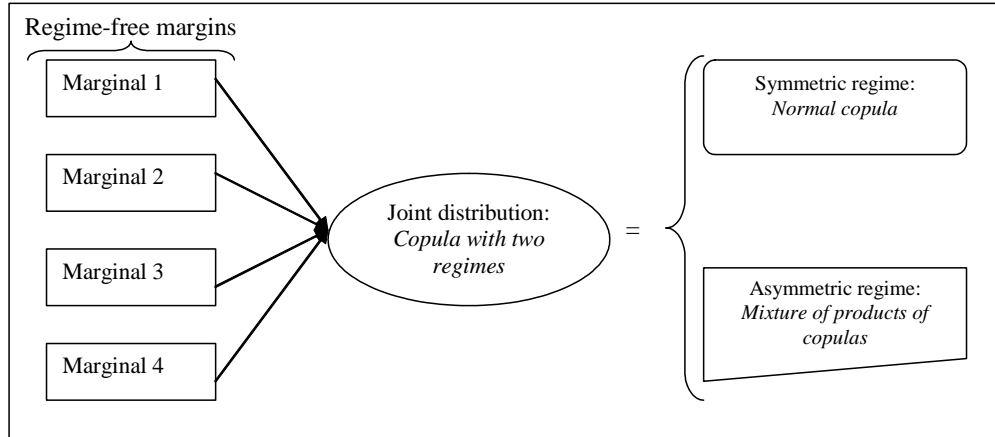 Regime-free margins
Marginal 1
Marginal 2
Marginal 3
Marginal 4
Joint distribution:
Copula with two
regimes
=
Symmetric regime:
Normal copula
Asymmetric regime:
Mixture of products of
copulas